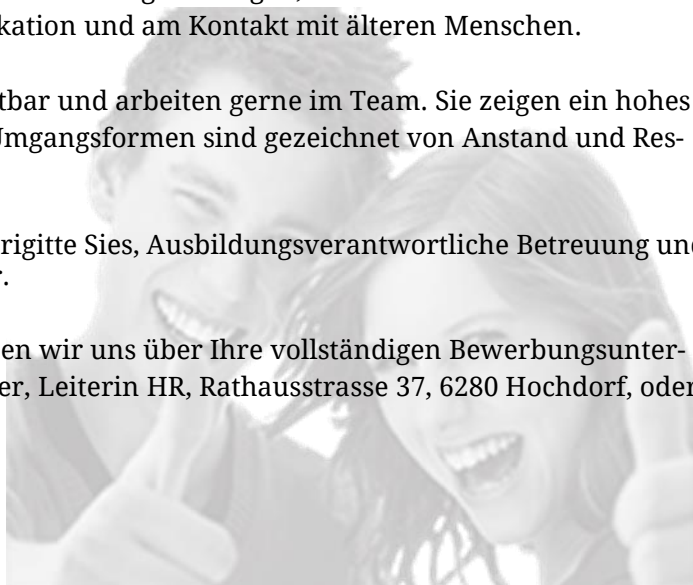 kation und am Kontakt mit älteren Menschen.
tbar und arbeiten gerne im Team. Sie zeigen ein hohes
Umgangsformen sind gezeichnet von Anstand und Res-
rigitte Sies, Ausbildungsverantwortliche Betreuung und
r.
en wir uns über Ihre vollständigen Bewerbungsunter-
er, Leiterin HR, Rathausstrasse 37, 6280 Hochdorf, oder